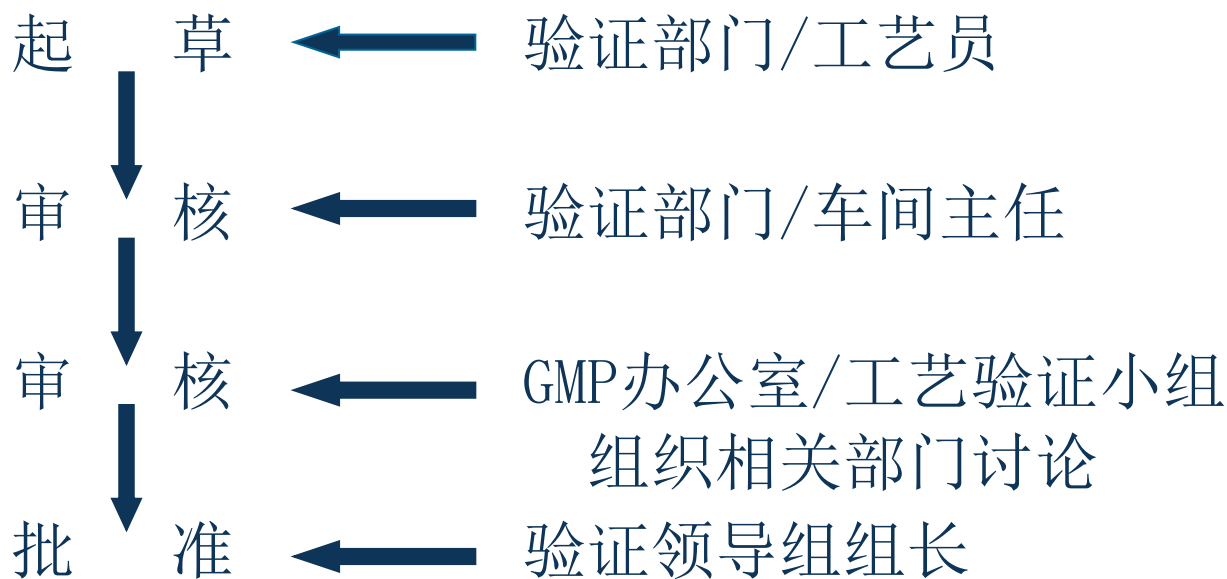 起 草 验证部门/工艺员
审 核 验证部门/车间主任
审 核 GMP办公室/工艺验证小组
组织相关部门讨论
批 准 验证领导组组长